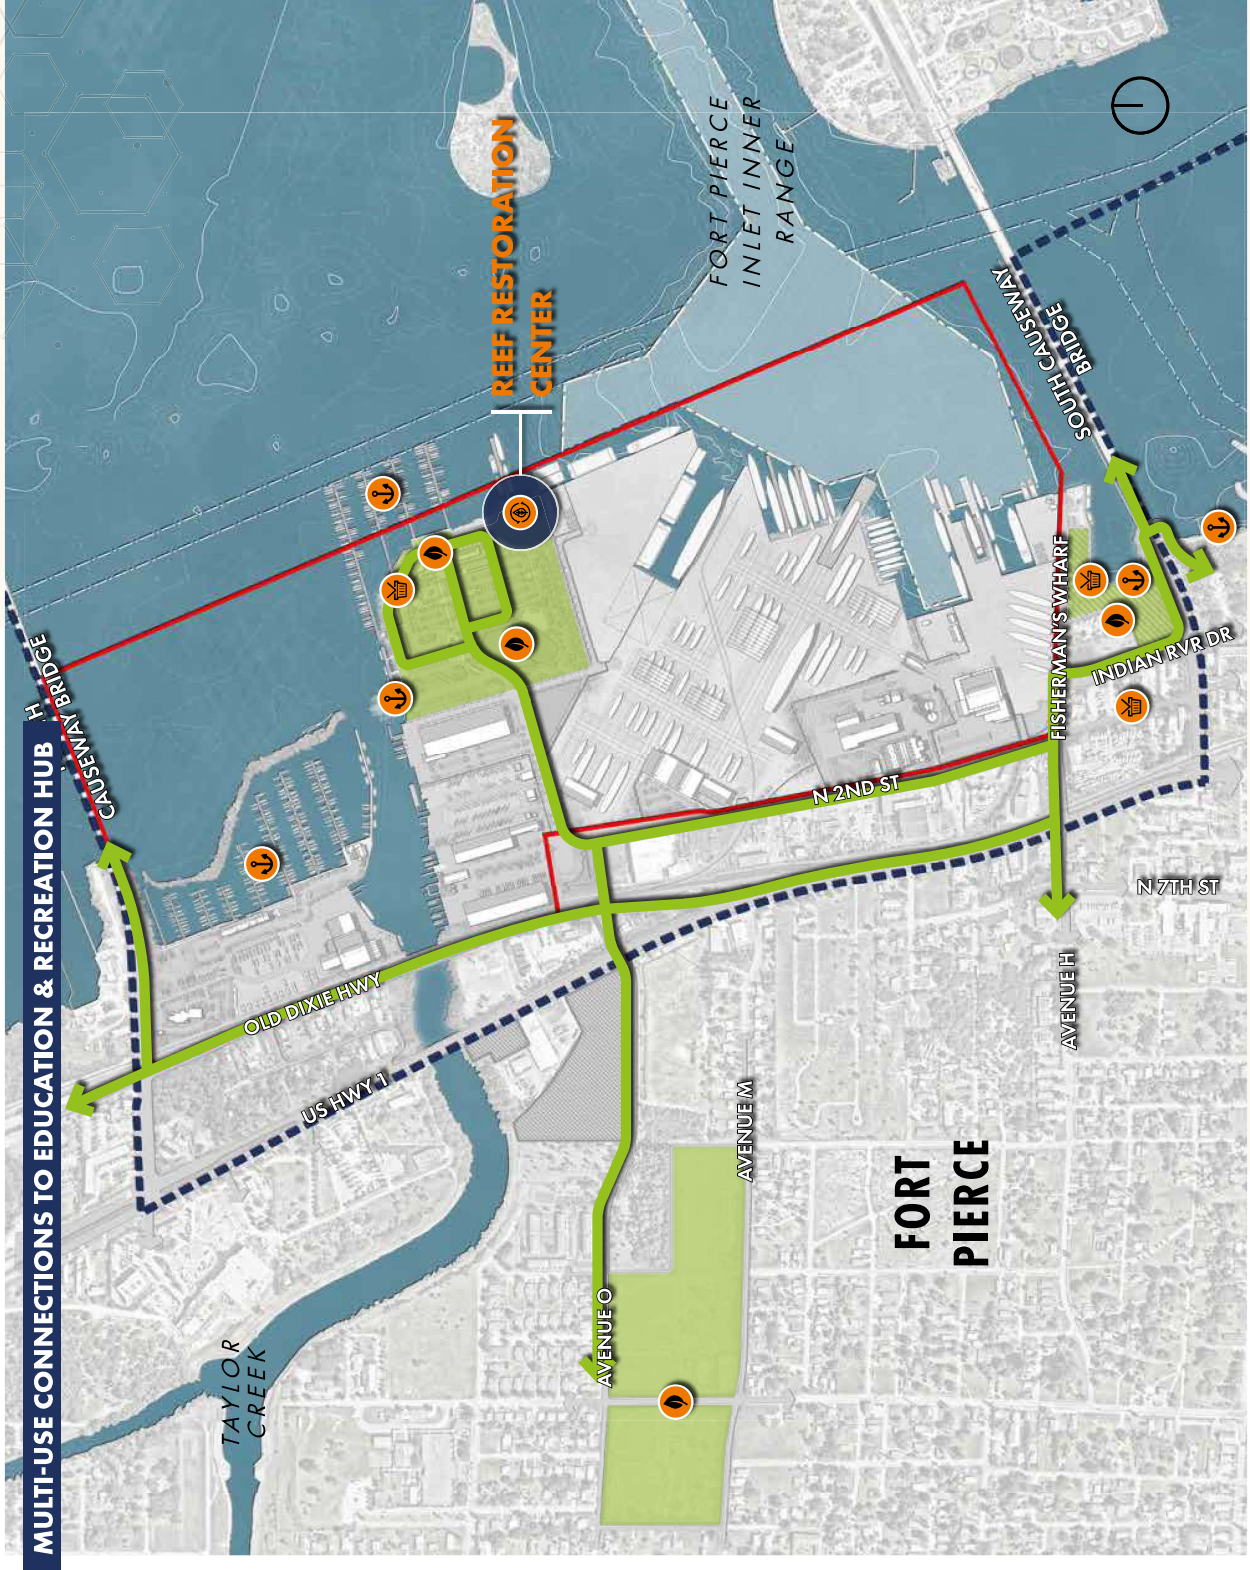 MULTI-USE CONNECTIONS TO EDUCATION & RECREATION HUB
H
CAUSEWAY BRIDGE
REEF RESTORATION
CENTER
FORT PIERCE
INLET INNER
RANGE
SOUTH CAUSEWAY
BRIDGE
FISHERMAN'S WHARF
INDIAN RVR DR
N 2ND ST
N 7TH ST
OLD DIXIE HWY
US HWY 1
AVENUE H
AVENUE M
AVENUE O
FORT
PIERCE
TAYLOR
CREEK